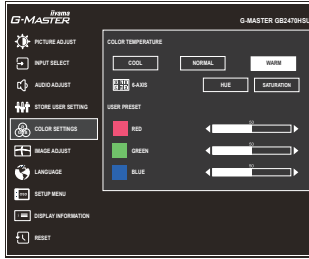 iiyama
G-MASTER
G-MASTER GB2470HSU
PICTURE ADJUST
INPUT SELECT
AUDIO ADJUST
STORE USER SETTING
COLOR SETTINGS
IMAGE ADJUST
LANGUAGE
SETUP MENU
DISPLAY INFORMATION
RESET
COLOR TEMPERATURE
COOL NORMAL WARM
6-AXIS HUE SATURATION
USER PRESET
RED 50
GREEN 50
BLUE 50